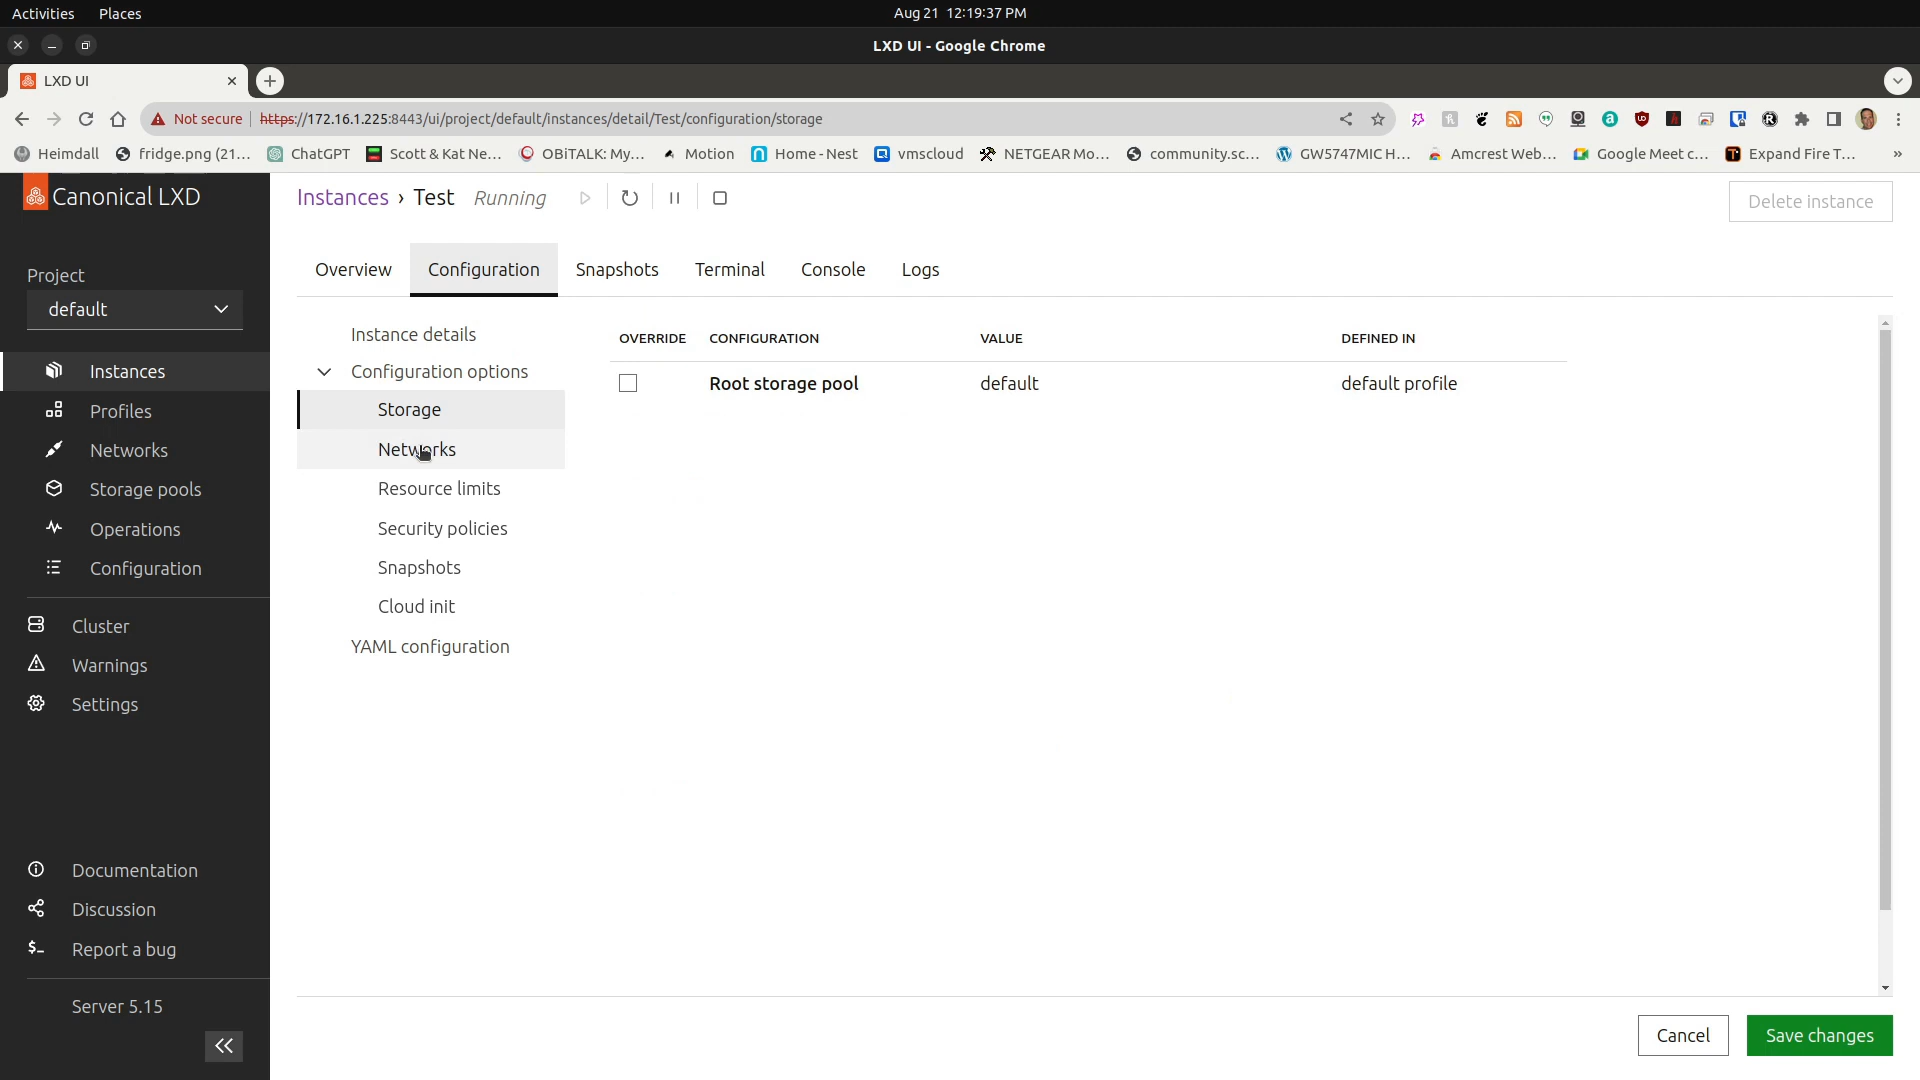 Activities Places Aug 21 12:19:37 PM
LXD UI - Google Chrome
LXD UI
Not secure https://172.16.1.225:8443/ui/project/default/instances/detail/Test/configuration/storage
Heimdall fridge.png (21... ChatGPT Scott & Kat Ne... OBiTALK: My... Motion Home - Nest vmscloud NETGEAR Mo... community.sc... GW5747MIC H... Amcrest Web... Google Meet c... Expand Fire T... »
Canonical LXD
Instances › Test Running
Delete instance
Project
default
Instances
Profiles
Networks
Storage pools
Operations
Configuration
Cluster
Warnings
Settings
Documentation
Discussion
Report a bug
Server 5.15
Overview Configuration Snapshots Terminal Console Logs
Instance details
Configuration options
Storage
Networks
Resource limits
Security policies
Snapshots
Cloud init
YAML configuration
OVERRIDE CONFIGURATION VALUE DEFINED IN
Root storage pool default default profile
Cancel Save changes